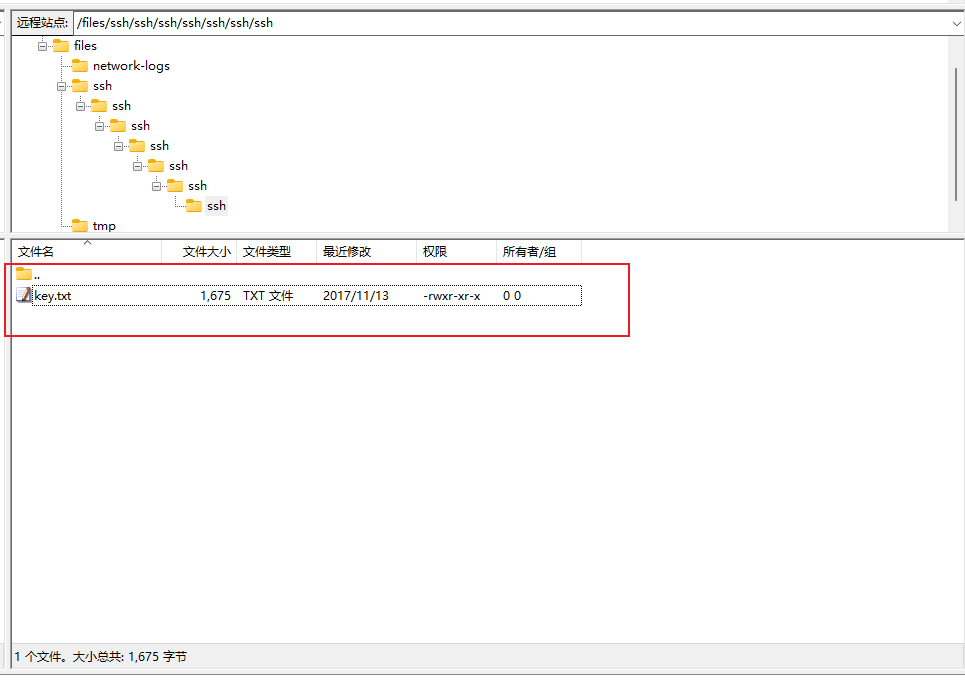 远程站点: /files/ssh/ssh/ssh/ssh/ssh/ssh/ssh
files
network-logs
ssh
ssh
ssh
ssh
ssh
ssh
ssh
tmp
文件名 文件大小 文件类型 最近修改 权限 所有者/组
..
key.txt 1,675 TXT 文件 2017/11/13 -rwxr-xr-x 0 0
1 个文件。大小总共: 1,675 字节